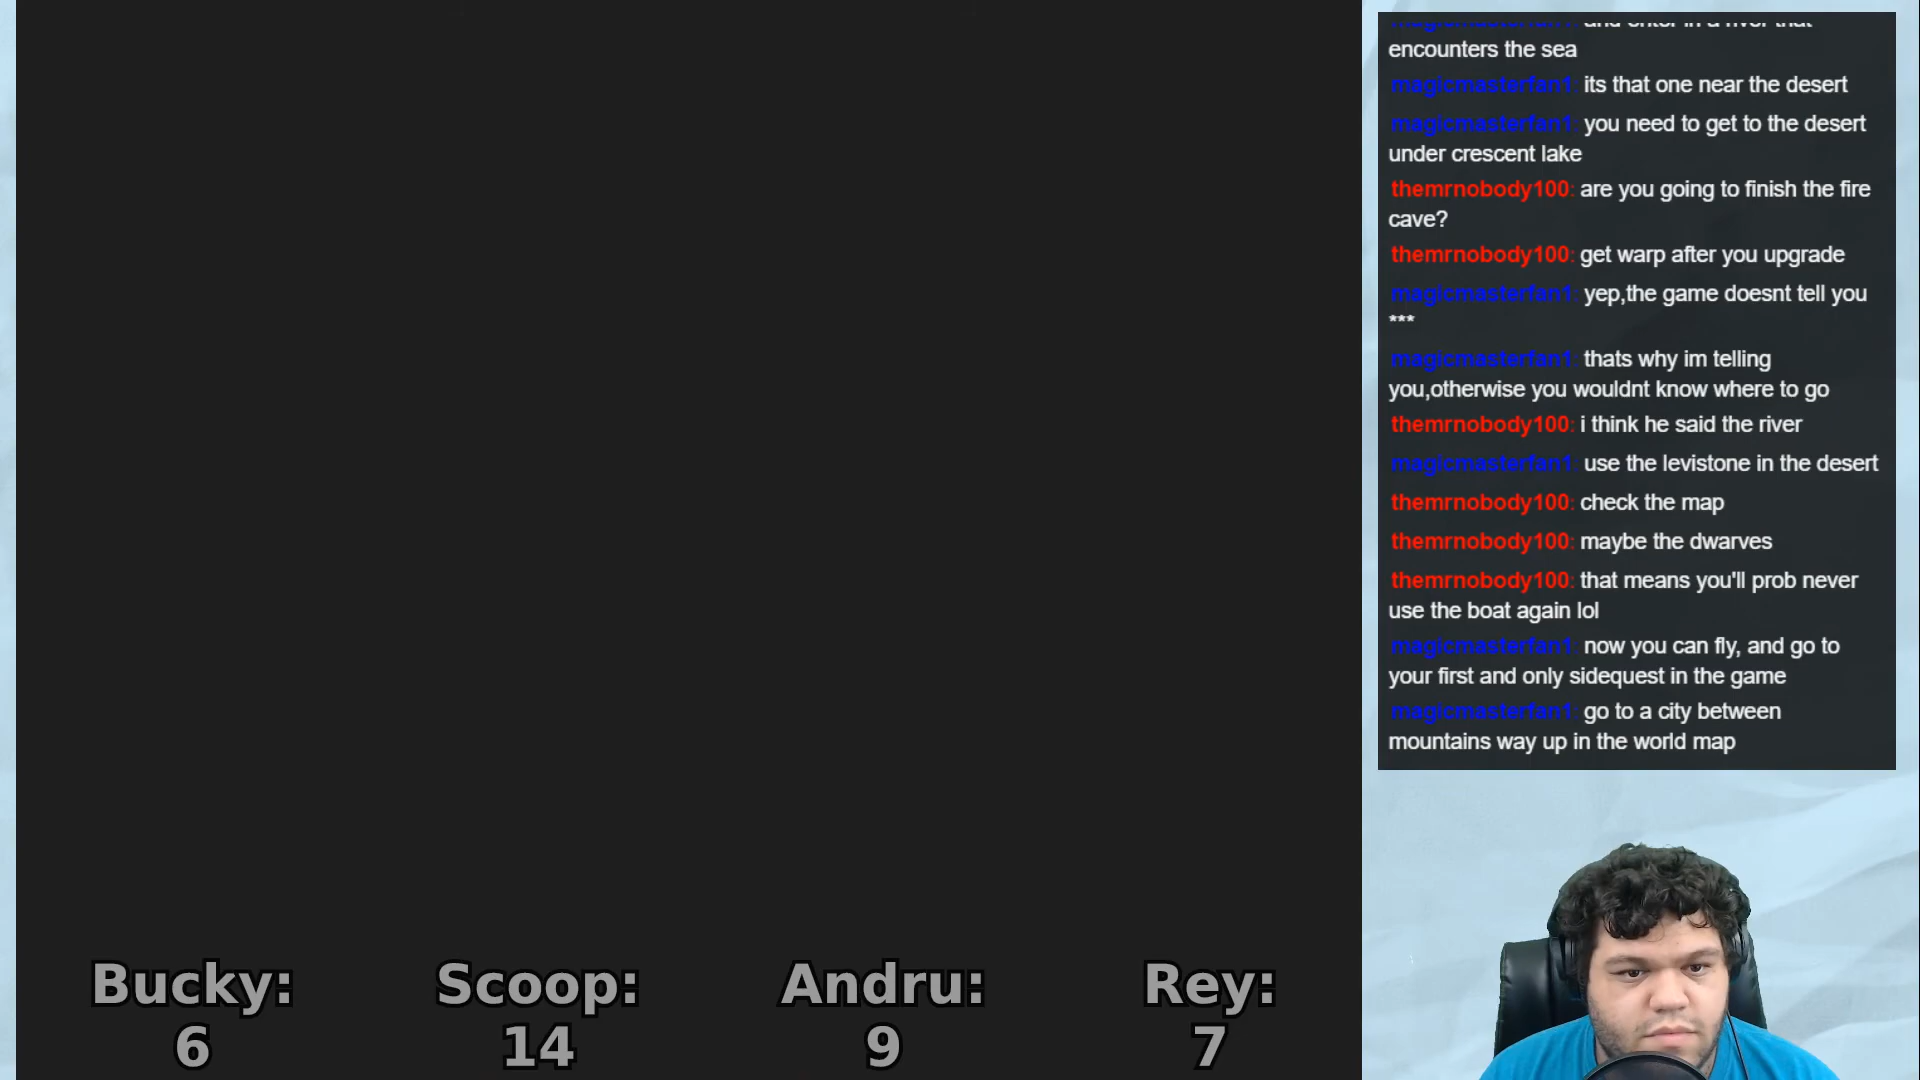 encounters the sea
magicmasterfan1: its that one near the desert
magicmasterfan1: you need to get to the desert
under crescent lake
themrnobody100: are you going to finish the fire
cave?
themrnobody100: get warp after you upgrade
magicmasterfan1: yep,the game doesnt tell you
***
magicmasterfan1: thats why im telling
you,otherwise you wouldnt know where to go
themrnobody100: i think he said the river
magicmasterfan1: use the levistone in the desert
themrnobody100: check the map
themrnobody100: maybe the dwarves
themrnobody100: that means you'll prob never
use the boat again lol
magicmasterfan1: now you can fly, and go to
your first and only sidequest in the game
magicmasterfan1: go to a city between
mountains way up in the world map
Bucky: Scoop: Andru: Rey:
6 14 9 7